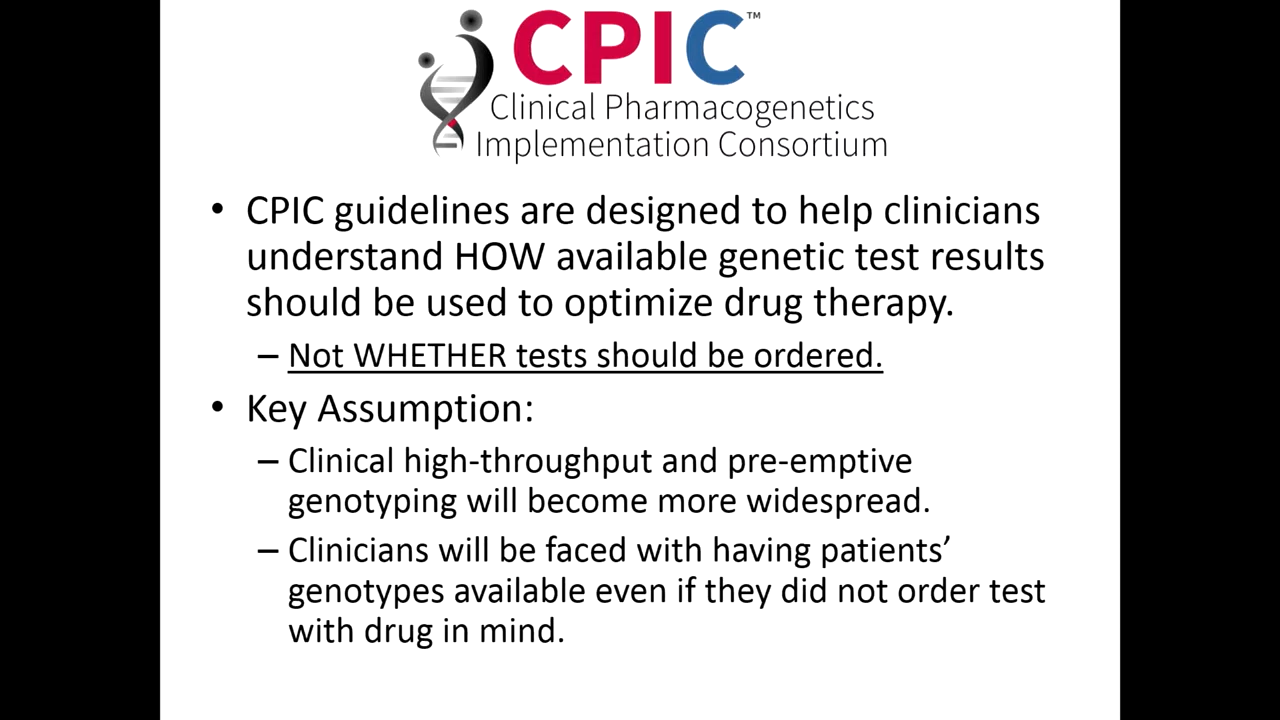 CPIC™
Clinical Pharmacogenetics
Implementation Consortium
• CPIC guidelines are designed to help clinicians
understand HOW available genetic test results
should be used to optimize drug therapy.
– Not WHETHER tests should be ordered.
• Key Assumption:
– Clinical high-throughput and pre-emptive
genotyping will become more widespread.
– Clinicians will be faced with having patients’
genotypes available even if they did not order test
with drug in mind.